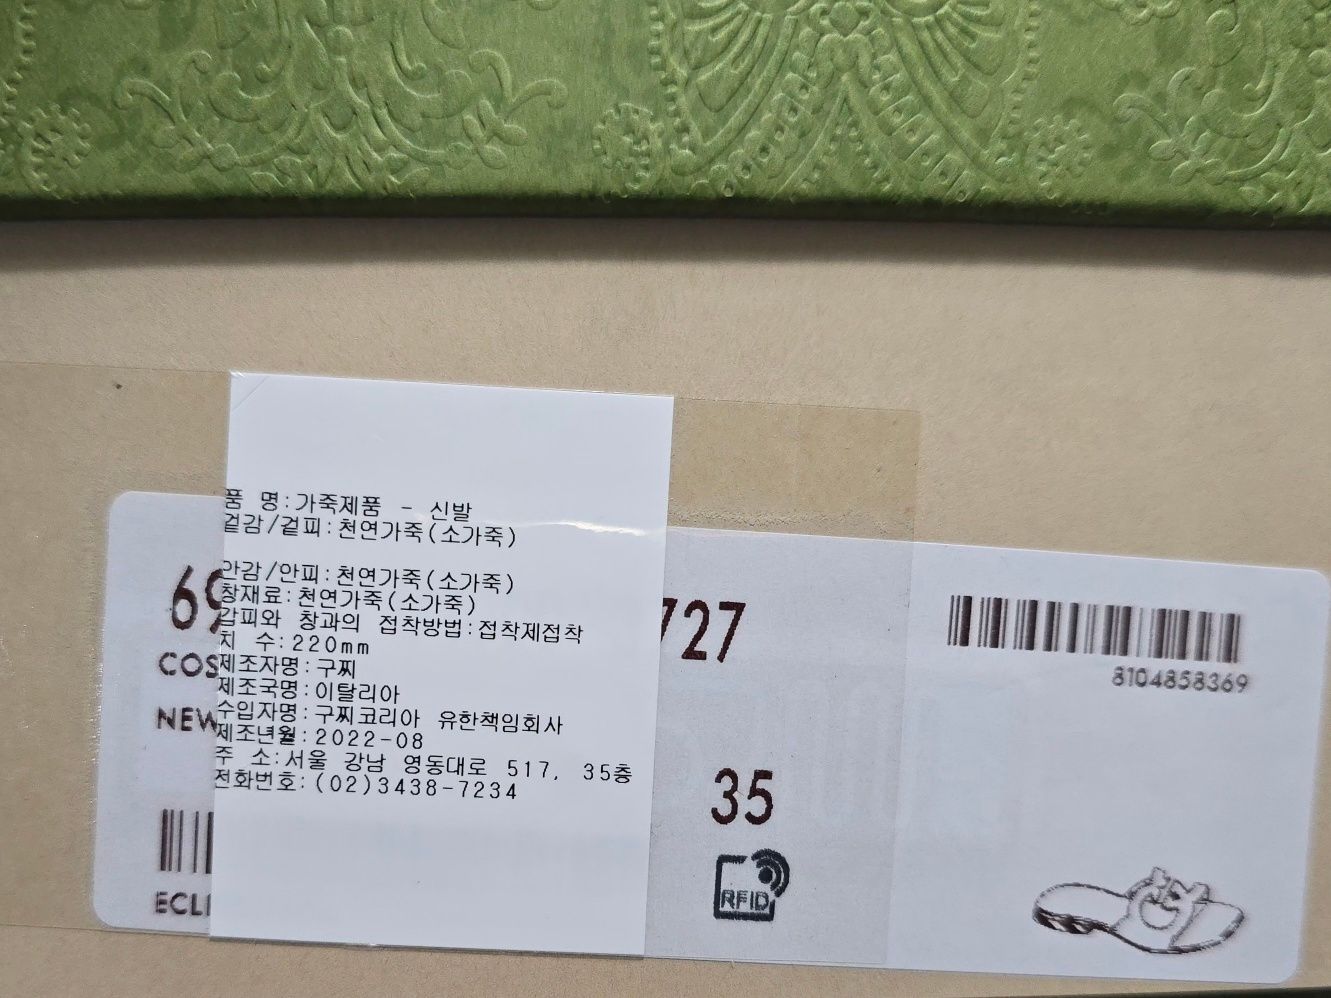 품 명:가죽제품 - 신발
겉감/겉피:천연가죽(소가죽)
안감/안피:천연가죽(소가죽)
창재료:천연가죽(소가죽)
갑피와 창과의 접착방법:접착제접착
치 수:220mm
제조자명:구찌
제조국명:이탈리아
수입자명:구찌코리아 유한책임회사
제조년월:2022-08
주 소:서울 강남 영동대로 517, 35층
전화번호:(02)3438-7234
69
727
COS
NEW
8104858369
35
RFID
ECLI